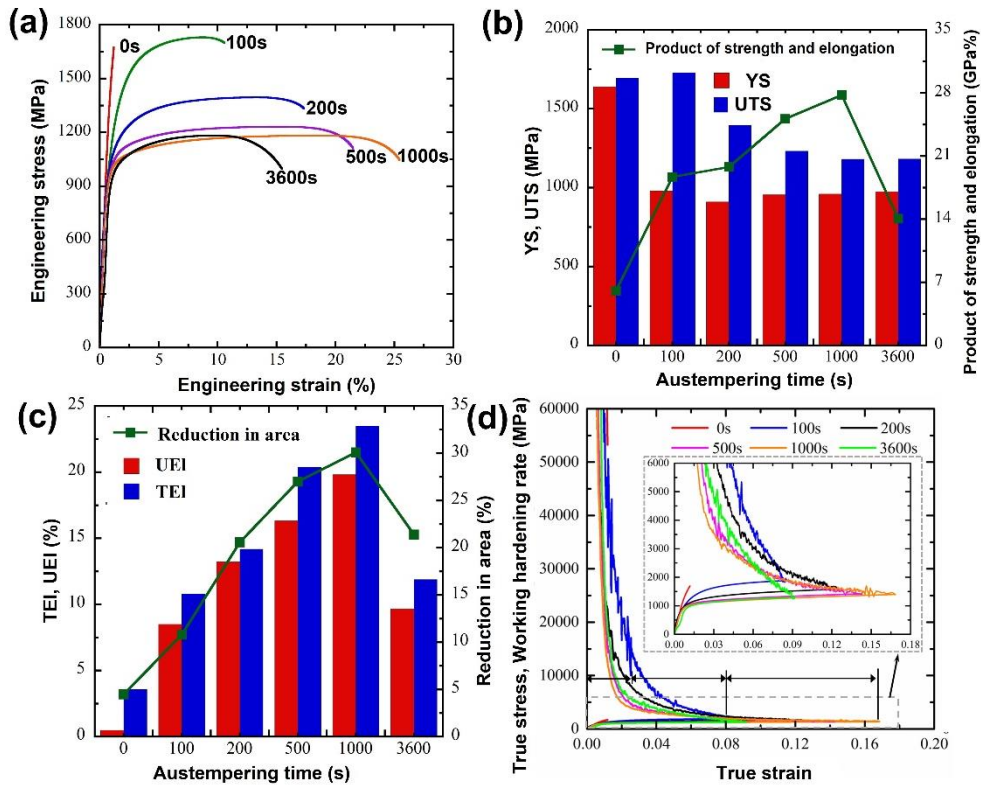 (a)
1800
1500
1200
900
600
300
0
Engineering stress (MPa)
0s
100s
200s
500s
1000s
3600s
0 5 10 15 20 25 30
Engineering strain (%)
(b)
2000
1500
1000
500
0
YS, UTS (MPa)
Product of strength and elongation
YS
UTS
35
28
21
14
7
0
Product of strength and elongation (GPa%)
0 100 200 500 1000 3600
Austempering time (s)
(c)
25
20
15
10
5
0
TEl, UEl (%)
Reduction in area
UEl
TEl
35
30
25
20
15
10
5
0
Reduction in area (%)
0 100 200 500 1000 3600
Austempering time (s)
(d)
60000
50000
40000
30000
20000
10000
0
True stress, Working hardening rate (MPa)
0s 100s 200s
500s 1000s 3600s
6000
5000
4000
3000
2000
1000
0
0.00 0.03 0.06 0.09 0.12 0.15 0.18
0.00 0.04 0.08 0.12 0.16 0.20
True strain